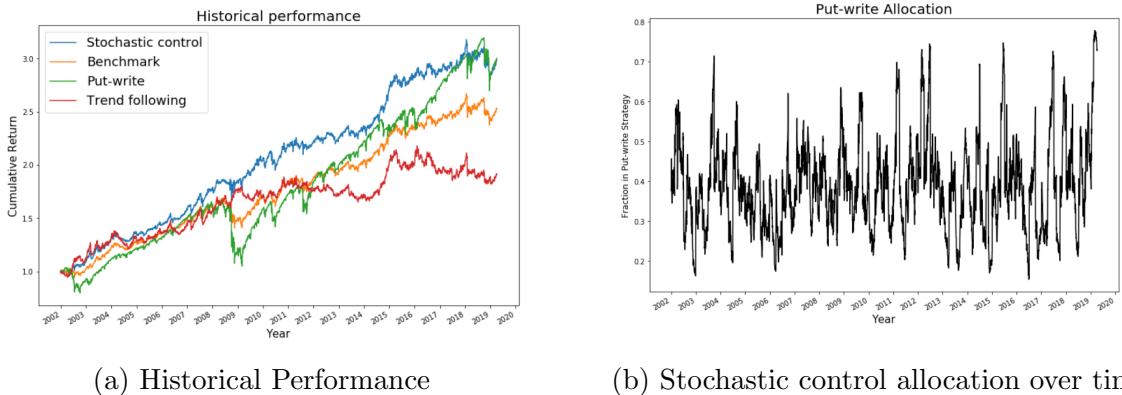 Historical performance
Stochastic control
Benchmark
Put-write
Trend following
Cumulative Return
3.0
2.5
2.0
1.5
1.0
2002 2003 2004 2005 2006 2007 2008 2009 2010 2011 2012 2013 2014 2015 2016 2017 2018 2019 2020
Year
(a) Historical Performance
Put-write Allocation
Fraction in Put-write Strategy
0.8
0.7
0.6
0.5
0.4
0.3
0.2
2002 2003 2004 2005 2006 2007 2008 2009 2010 2011 2012 2013 2014 2015 2016 2017 2018 2019 2020
Year
(b) Stochastic control allocation over